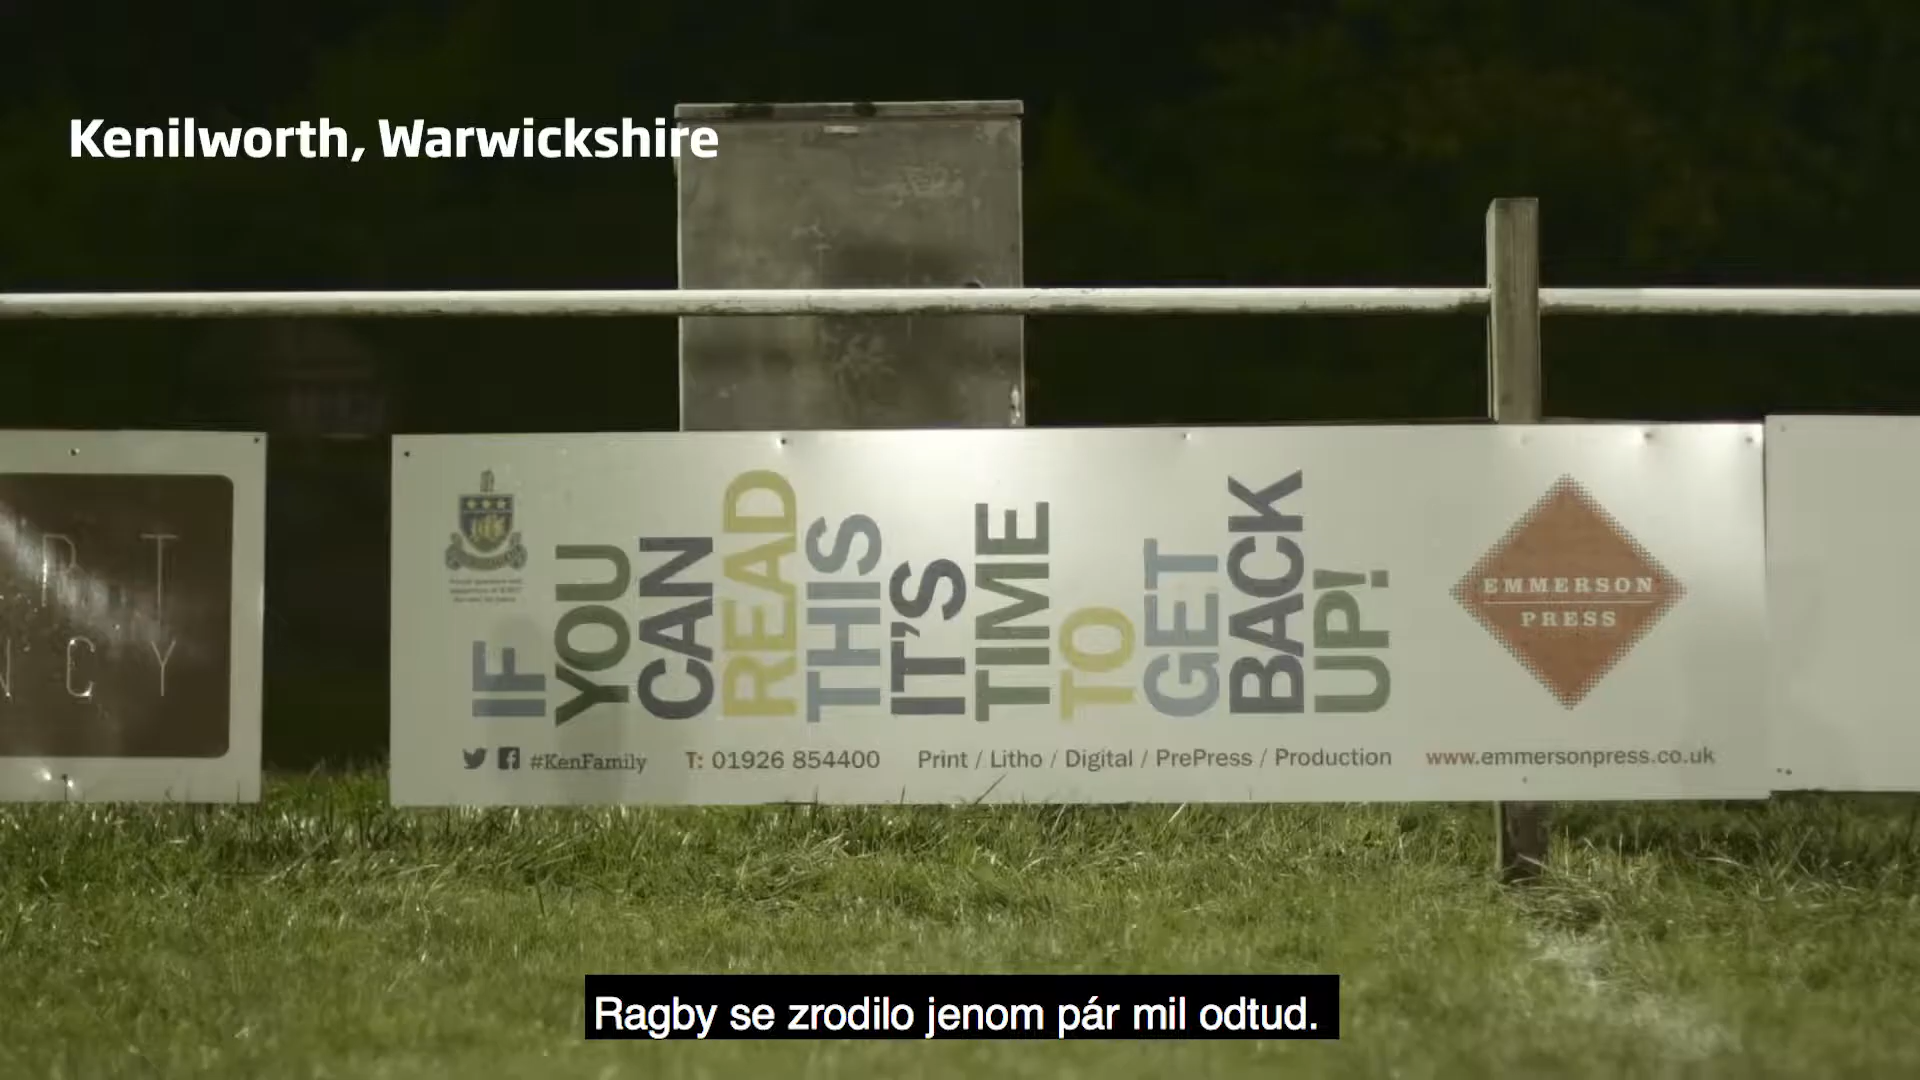 Kenilworth, Warwickshire
RT
NCY
IF YOU CAN READ THIS IT'S TIME TO GET BACK UP!
EMMERSON
PRESS
#KenFamily T: 01926 854400 Print / Litho / Digital / PrePress / Production www.emmersonpress.co.uk
Ragby se zrodilo jenom pár mil odtud.